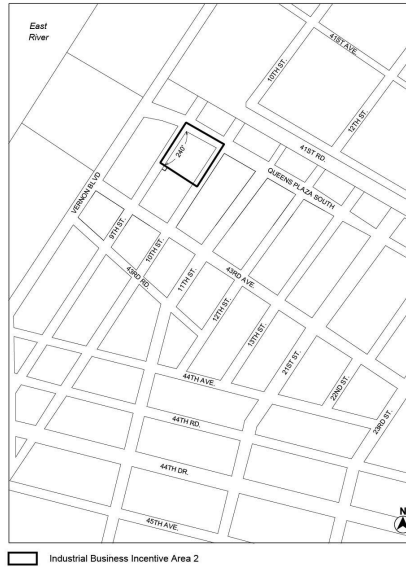 East
River
41ST AVE.
10TH ST.
12TH ST.
41ST RD.
240'
QUEENS PLAZA SOUTH
VERNON BLVD
9TH ST.
10TH ST.
43RD RD.
11TH ST.
43RD AVE.
12TH ST.
13TH ST.
21ST ST.
22ND ST.
23RD ST.
44TH AVE.
44TH RD.
44TH DR.
45TH AVE.
N
Industrial Business Incentive Area 2